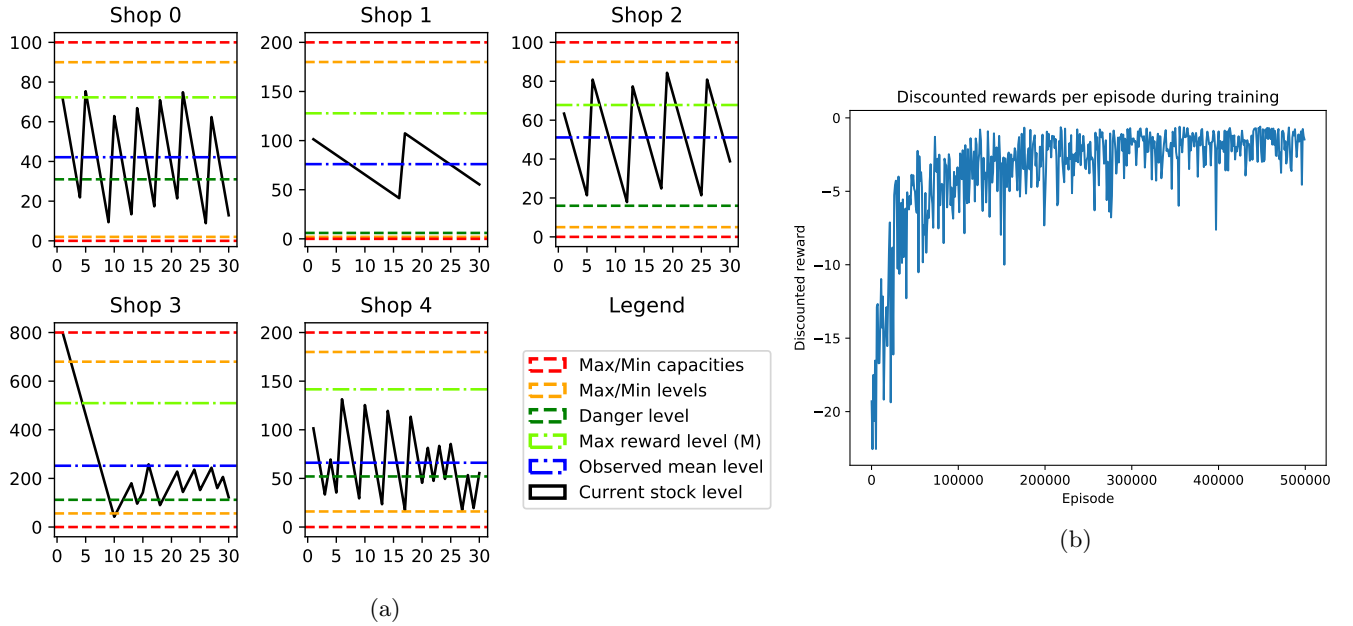 Shop 0
100
80
60
40
20
0
0 5 10 15 20 25 30
Shop 1
200
150
100
50
0
0 5 10 15 20 25 30
Shop 2
100
80
60
40
20
0
0 5 10 15 20 25 30
Shop 3
800
600
400
200
0
0 5 10 15 20 25 30
Shop 4
200
150
100
50
0
0 5 10 15 20 25 30
Legend
Max/Min capacities
Max/Min levels
Danger level
Max reward level (M)
Observed mean level
Current stock level
(a)
Discounted rewards per episode during training
Discounted reward
0
−5
−10
−15
−20
0 100000 200000 300000 400000 500000
Episode
(b)